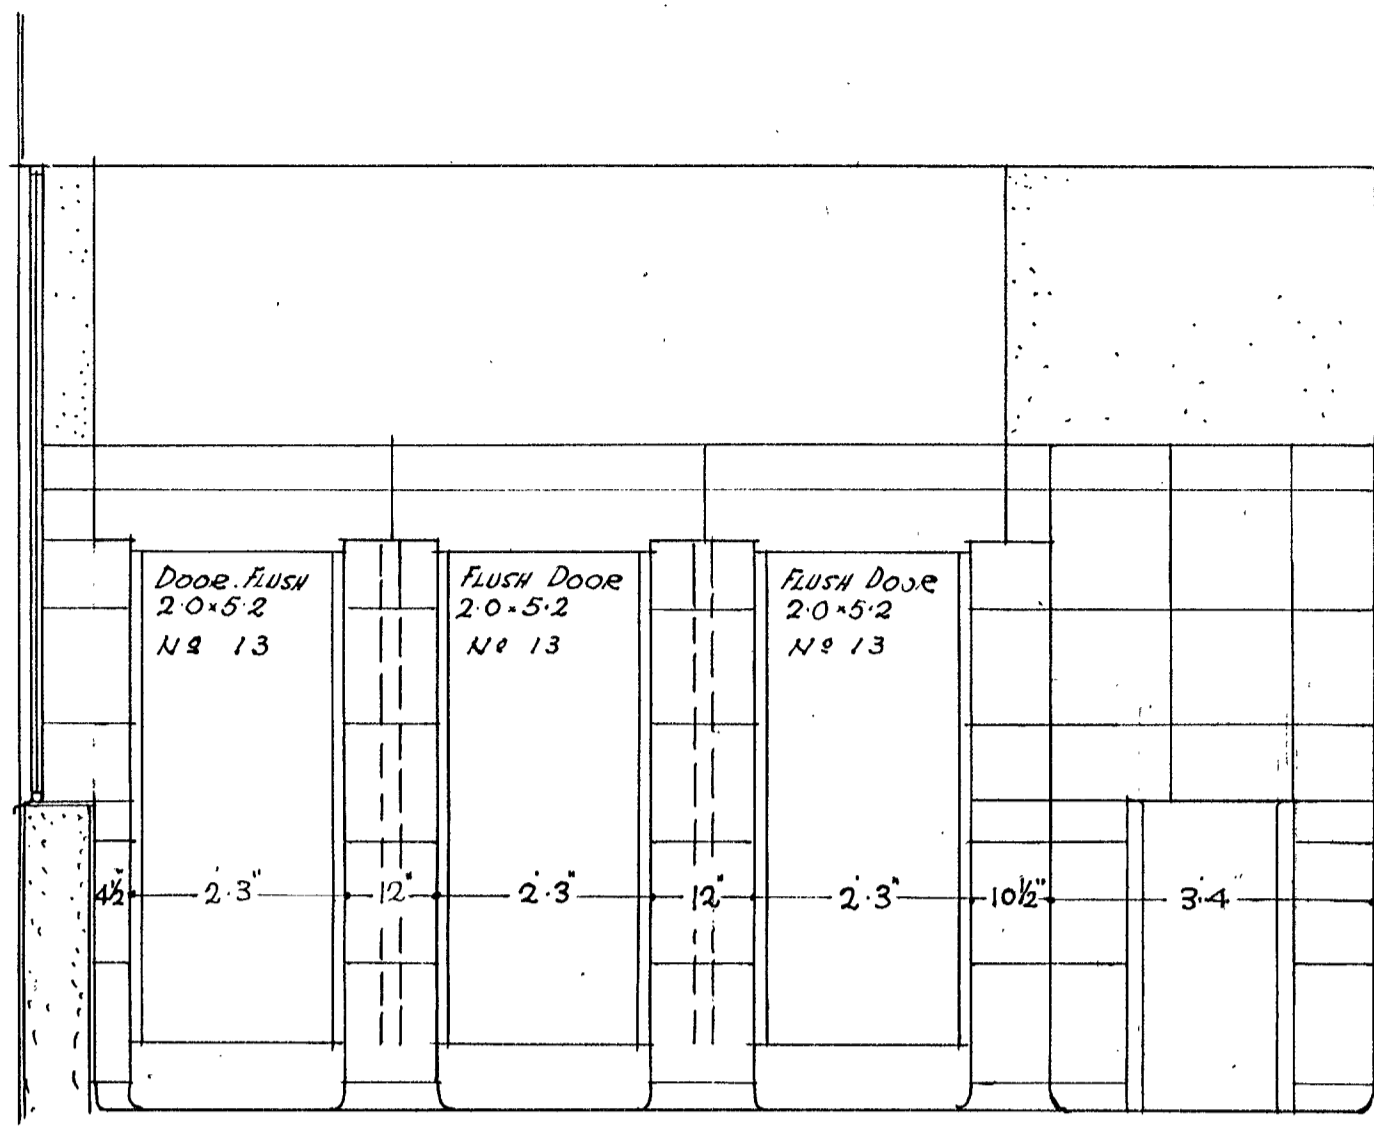 DOOR. FLUSH
2·0×5·2
Nº 13
FLUSH DOOR
2·0×5·2
Nº 13
FLUSH DOOR
2·0×5·2
Nº 13
4½" 2'·3" 12" 2'·3" 12" 2'·3" 10½" 3'·4"